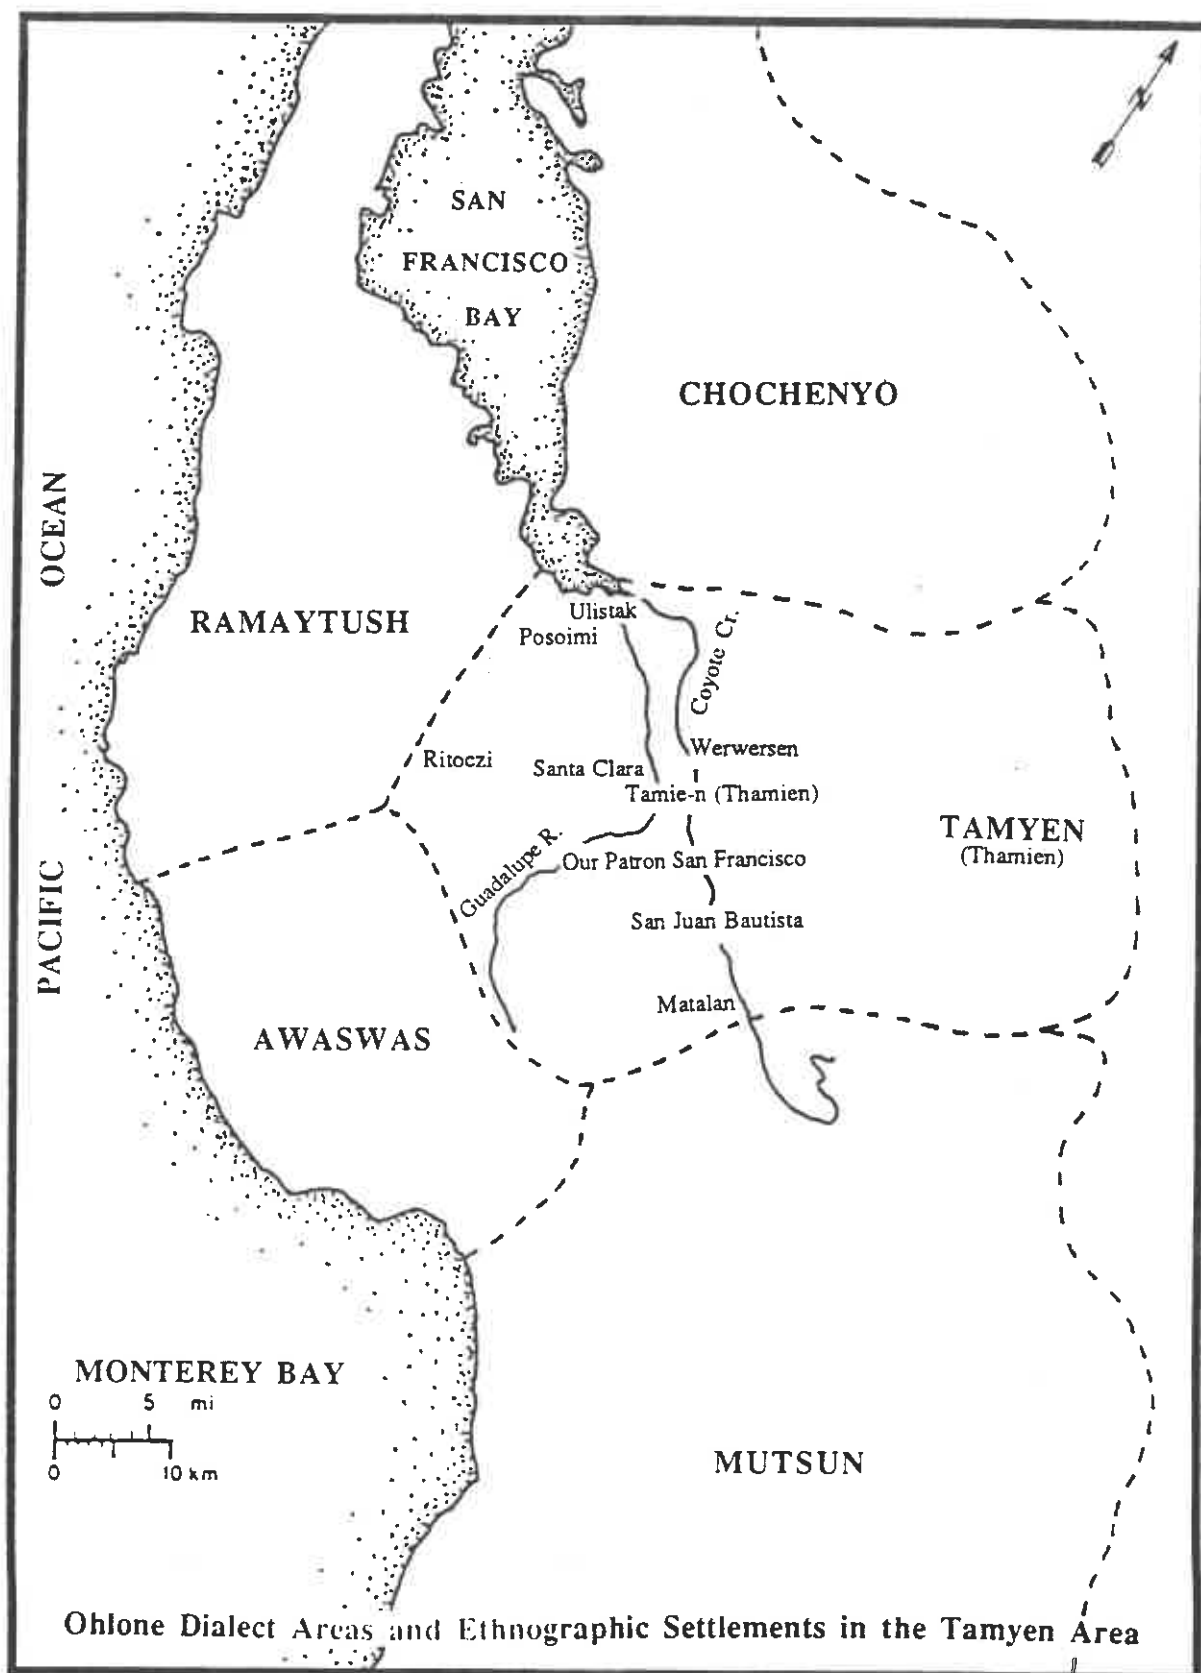 N
SAN
FRANCISCO
BAY
CHOCHENYO
OCEAN
RAMAYTUSH
Ulistak
Posoimi
Coyote Cr.
Werwersen
Ritoczi
Santa Clara
Tamie-n (Thamien)
TAMYEN
(Thamien)
Guadalupe R.
Our Patron San Francisco
PACIFIC
San Juan Bautista
Matalan
AWASWAS
MONTEREY BAY
0 5 mi
0 10 km
MUTSUN
Ohlone Dialect Areas and Ethnographic Settlements in the Tamyen Area